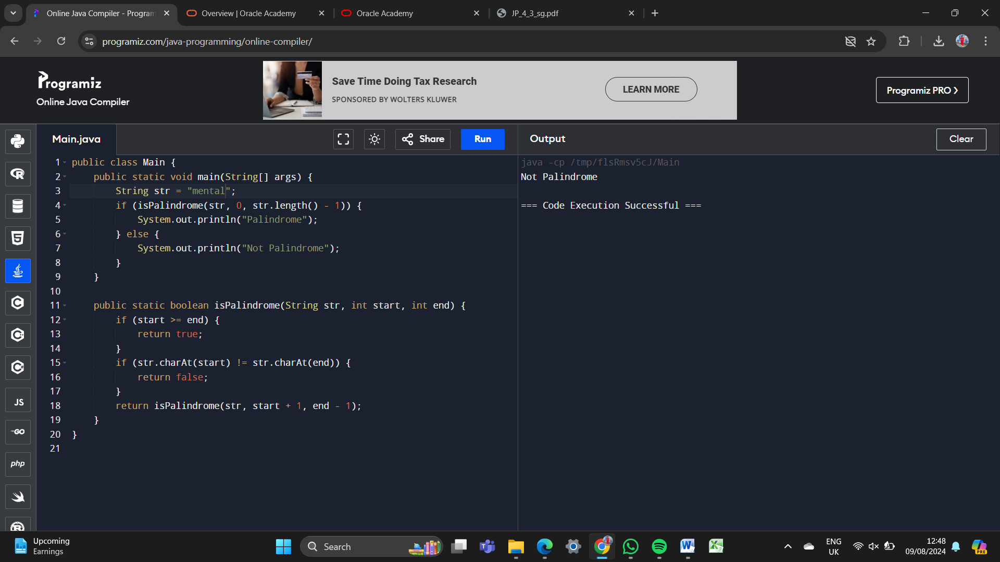 Online Java Compiler - Program
Overview | Oracle Academy
Oracle Academy
JP_4_3_sg.pdf
programiz.com/java-programming/online-compiler/
Programiz
Online Java Compiler
Save Time Doing Tax Research
SPONSORED BY WOLTERS KLUWER
LEARN MORE
Programiz PRO ❯
Main.java
Share
Run
Output
Clear
1 public class Main {
2 public static void main(String[] args) {
3 String str = "mental";
4 if (isPalindrome(str, 0, str.length() - 1)) {
5 System.out.println("Palindrome");
6 } else {
7 System.out.println("Not Palindrome");
8 }
9 }
10
11 public static boolean isPalindrome(String str, int start, int end) {
12 if (start >= end) {
13 return true;
14 }
15 if (str.charAt(start) != str.charAt(end)) {
16 return false;
17 }
18 return isPalindrome(str, start + 1, end - 1);
19 }
20 }
21
java -cp /tmp/flsRmsv5cJ/Main
Not Palindrome
=== Code Execution Successful ===
R
5
C
C
C
JS
GO
php
R
Upcoming
Earnings
Search
T
W
X
ENG
UK
12:48
09/08/2024
PRE